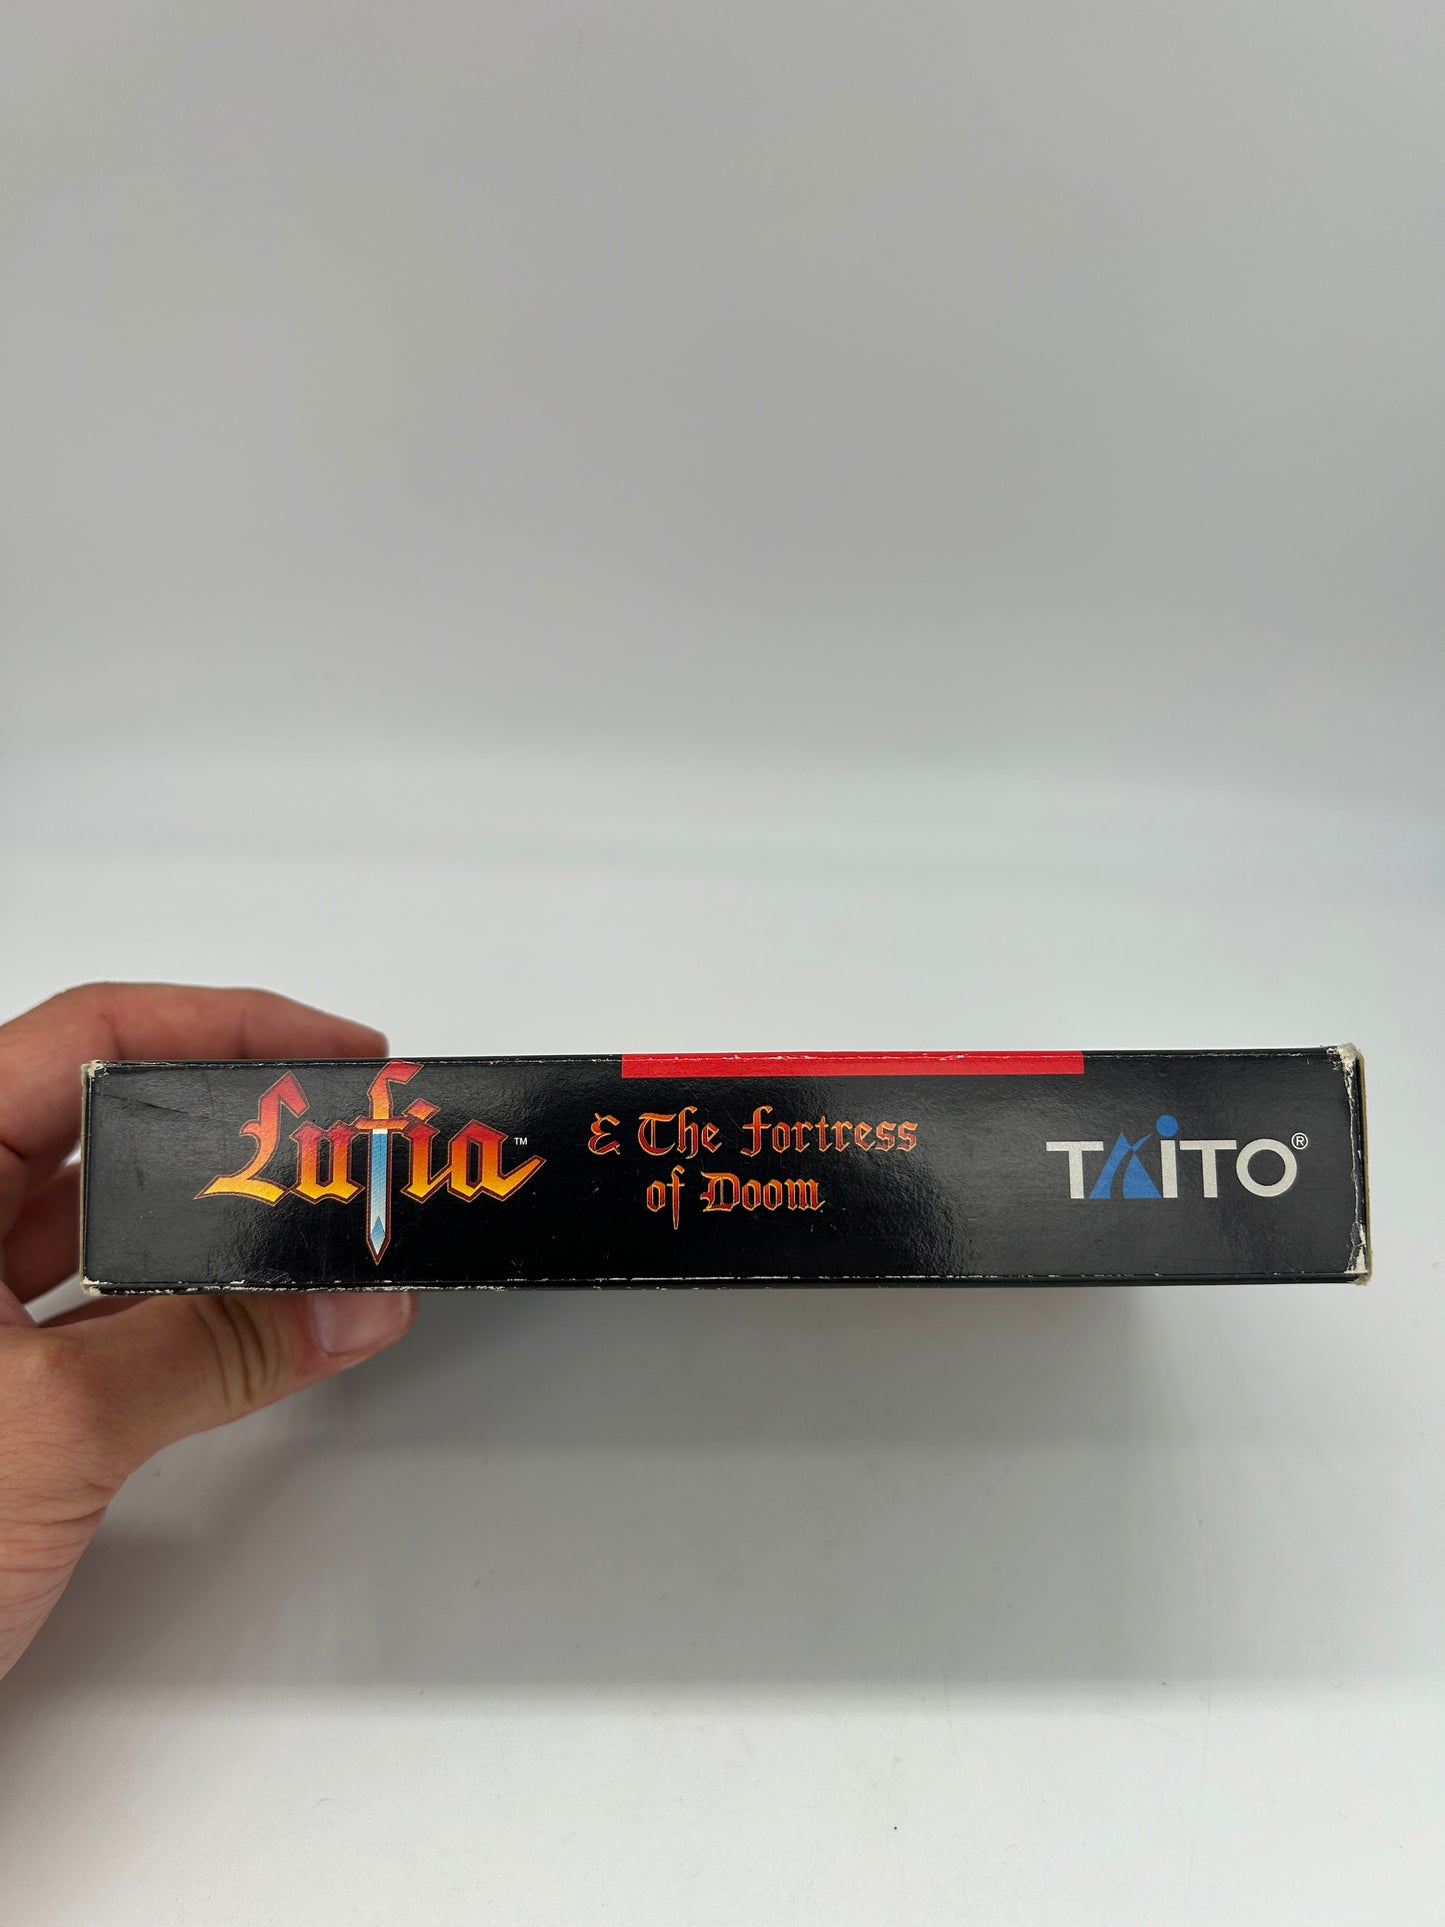 Lufia™
& The Fortress
of Doom
TAITO®